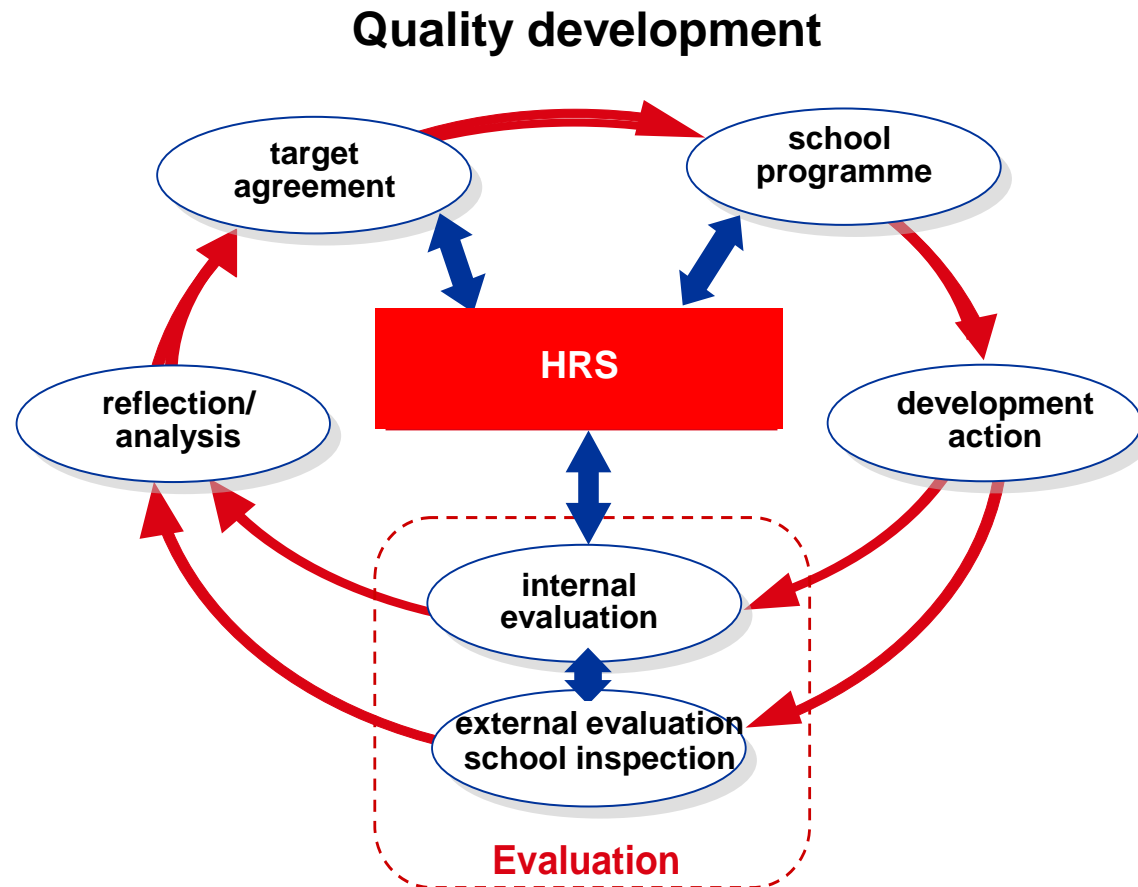 Quality development
target
agreement
school
programme
HRS
reflection/
analysis
development
action
internal
evaluation
external evaluation
school inspection
Evaluation